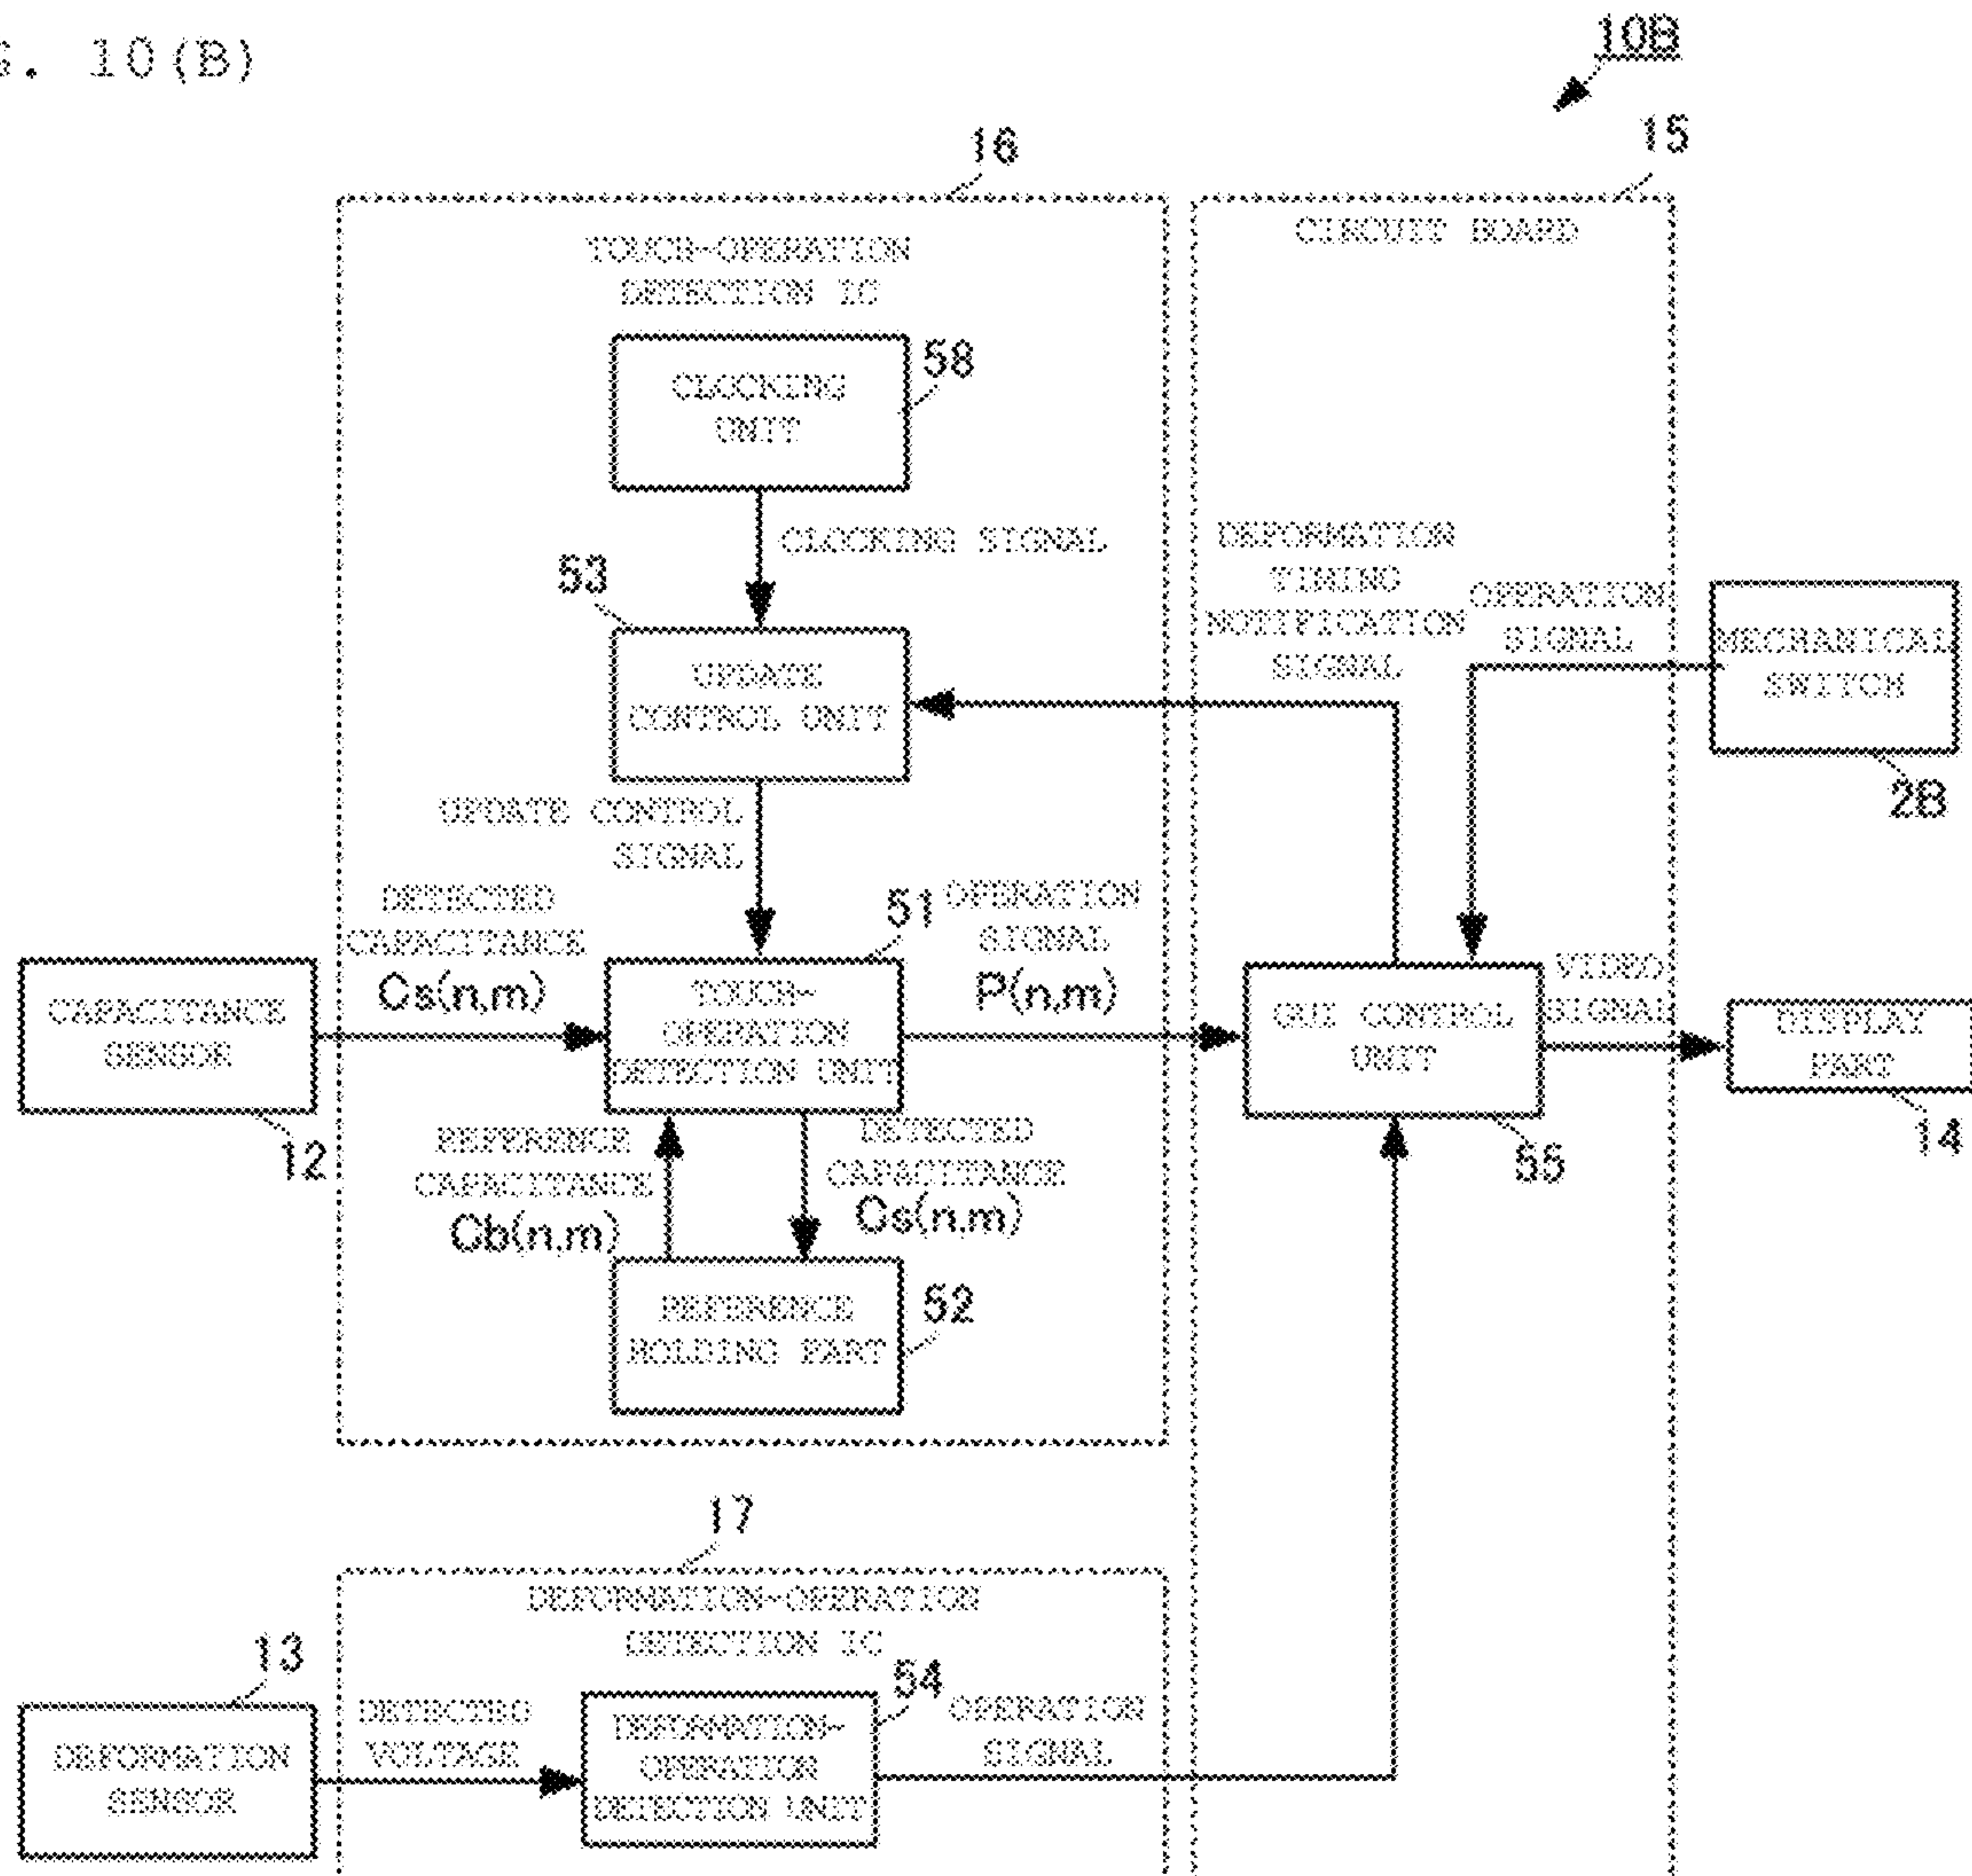 G. 10(B)
10B
15
16
CIRCUIT BOARD
TOUCH-OPERATION
DETECTION IC
58
CLOCKING
UNIT
CLOCKING SIGNAL
53
UPDATE
CONTROL UNIT
DEFORMATION
TIMING
NOTIFICATION
SIGNAL
OPERATION
SIGNAL
MECHANICAL
SWITCH
2B
UPDATE CONTROL
SIGNAL
DETECTED
CAPACITANCE
Cs(n,m)
51
OPERATION
SIGNAL
P(n,m)
CAPACITANCE
SENSOR
12
TOUCH-
OPERATION
DETECTION UNIT
GUI CONTROL
UNIT
55
VIDEO
SIGNAL
DISPLAY
PART
14
REFERENCE
CAPACITANCE
Cb(n,m)
DETECTED
CAPACITANCE
Cs(n,m)
REFERENCE
HOLDING PART
52
17
DEFORMATION-OPERATION
DETECTION IC
13
DEFORMATION
SENSOR
DETECTED
VOLTAGE
54
DEFORMATION-
OPERATION
DETECTION UNIT
OPERATION
SIGNAL